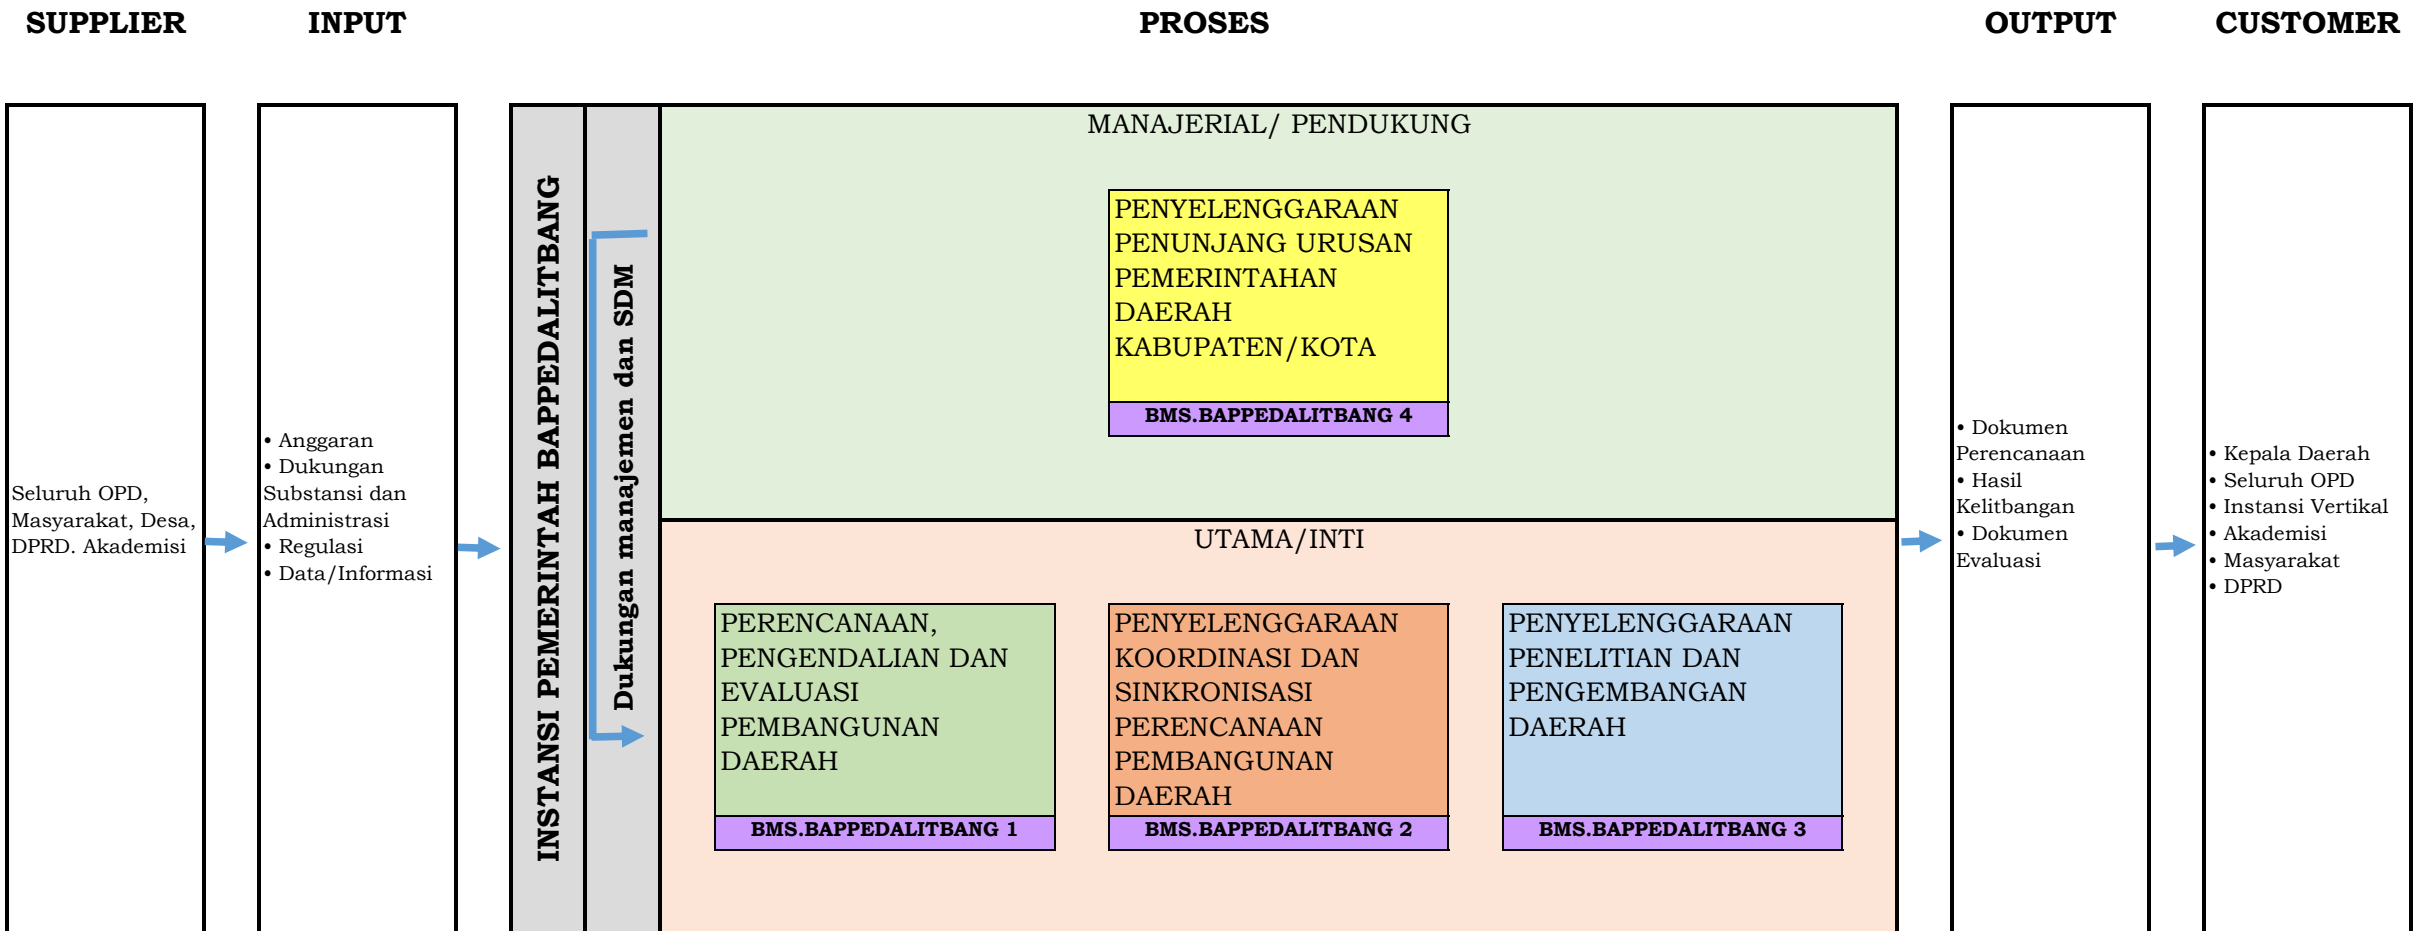 SUPPLIER
INPUT
PROSES
OUTPUT
CUSTOMER
Seluruh OPD,
Masyarakat, Desa,
DPRD. Akademisi
• Anggaran
• Dukungan
Substansi dan
Administrasi
• Regulasi
• Data/Informasi
INSTANSI PEMERINTAH BAPPEDALITBANG
Dukungan manajemen dan SDM
MANAJERIAL/ PENDUKUNG
PENYELENGGARAAN
PENUNJANG URUSAN
PEMERINTAHAN
DAERAH
KABUPATEN/KOTA
BMS.BAPPEDALITBANG 4
UTAMA/INTI
PERENCANAAN,
PENGENDALIAN DAN
EVALUASI
PEMBANGUNAN
DAERAH
BMS.BAPPEDALITBANG 1
PENYELENGGARAAN
KOORDINASI DAN
SINKRONISASI
PERENCANAAN
PEMBANGUNAN
DAERAH
BMS.BAPPEDALITBANG 2
PENYELENGGARAAN
PENELITIAN DAN
PENGEMBANGAN
DAERAH
BMS.BAPPEDALITBANG 3
• Dokumen
Perencanaan
• Hasil
Kelitbangan
• Dokumen
Evaluasi
• Kepala Daerah
• Seluruh OPD
• Instansi Vertikal
• Akademisi
• Masyarakat
• DPRD